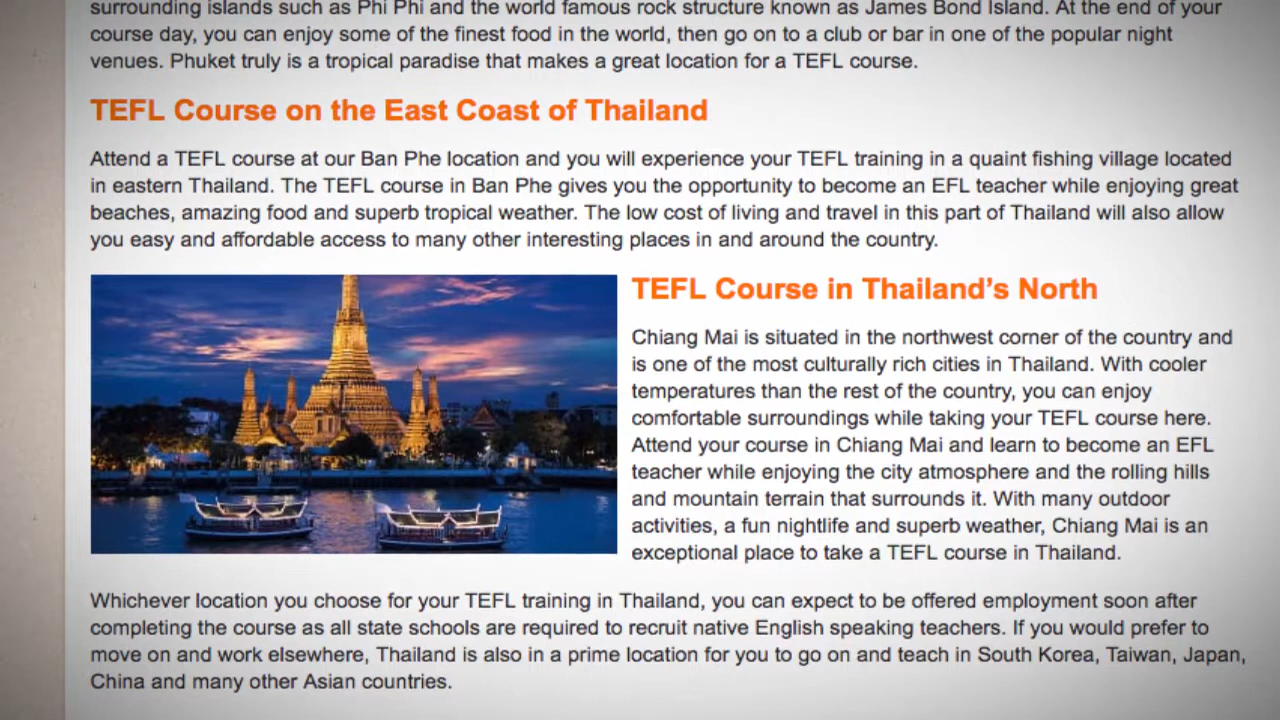 surrounding islands such as Phi Phi and the world famous rock structure known as James Bond Island. At the end of your
course day, you can enjoy some of the finest food in the world, then go on to a club or bar in one of the popular night
venues. Phuket truly is a tropical paradise that makes a great location for a TEFL course.
TEFL Course on the East Coast of Thailand
Attend a TEFL course at our Ban Phe location and you will experience your TEFL training in a quaint fishing village located
in eastern Thailand. The TEFL course in Ban Phe gives you the opportunity to become an EFL teacher while enjoying great
beaches, amazing food and superb tropical weather. The low cost of living and travel in this part of Thailand will also allow
you easy and affordable access to many other interesting places in and around the country.
TEFL Course in Thailand’s North
Chiang Mai is situated in the northwest corner of the country and
is one of the most culturally rich cities in Thailand. With cooler
temperatures than the rest of the country, you can enjoy
comfortable surroundings while taking your TEFL course here.
Attend your course in Chiang Mai and learn to become an EFL
teacher while enjoying the city atmosphere and the rolling hills
and mountain terrain that surrounds it. With many outdoor
activities, a fun nightlife and superb weather, Chiang Mai is an
exceptional place to take a TEFL course in Thailand.
Whichever location you choose for your TEFL training in Thailand, you can expect to be offered employment soon after
completing the course as all state schools are required to recruit native English speaking teachers. If you would prefer to
move on and work elsewhere, Thailand is also in a prime location for you to go on and teach in South Korea, Taiwan, Japan,
China and many other Asian countries.